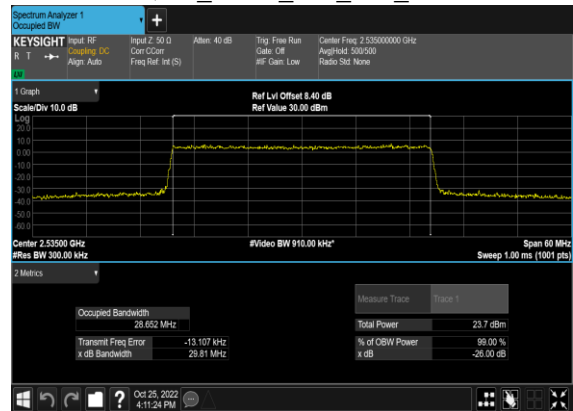 Spectrum Analyzer 1
Occupied BW
+
KEYSIGHT
R T
LXI
Input: RF
Coupling: DC
Align: Auto
Input Z: 50 Ω
Corr CCorr
Freq Ref: Int (S)
Atten: 40 dB
Trig: Free Run
Gate: Off
#IF Gain: Low
Center Freq: 2.535000000 GHz
Avg|Hold: 500/500
Radio Std: None
1 Graph
Scale/Div 10.0 dB
Ref Lvl Offset 8.40 dB
Ref Value 30.00 dBm
Log
20.0
10.0
0.00
-10.0
-20.0
-30.0
-40.0
-50.0
-60.0
Center 2.53500 GHz
#Res BW 300.00 kHz
#Video BW 910.00 kHz*
Span 60 MHz
Sweep 1.00 ms (1001 pts)
2 Metrics
Measure Trace Trace 1
Occupied Bandwidth
28.652 MHz
Total Power 23.7 dBm
Transmit Freq Error -13.107 kHz
% of OBW Power 99.00 %
x dB Bandwidth 29.81 MHz
x dB -26.00 dB
?
Oct 25, 2022
4:11:24 PM